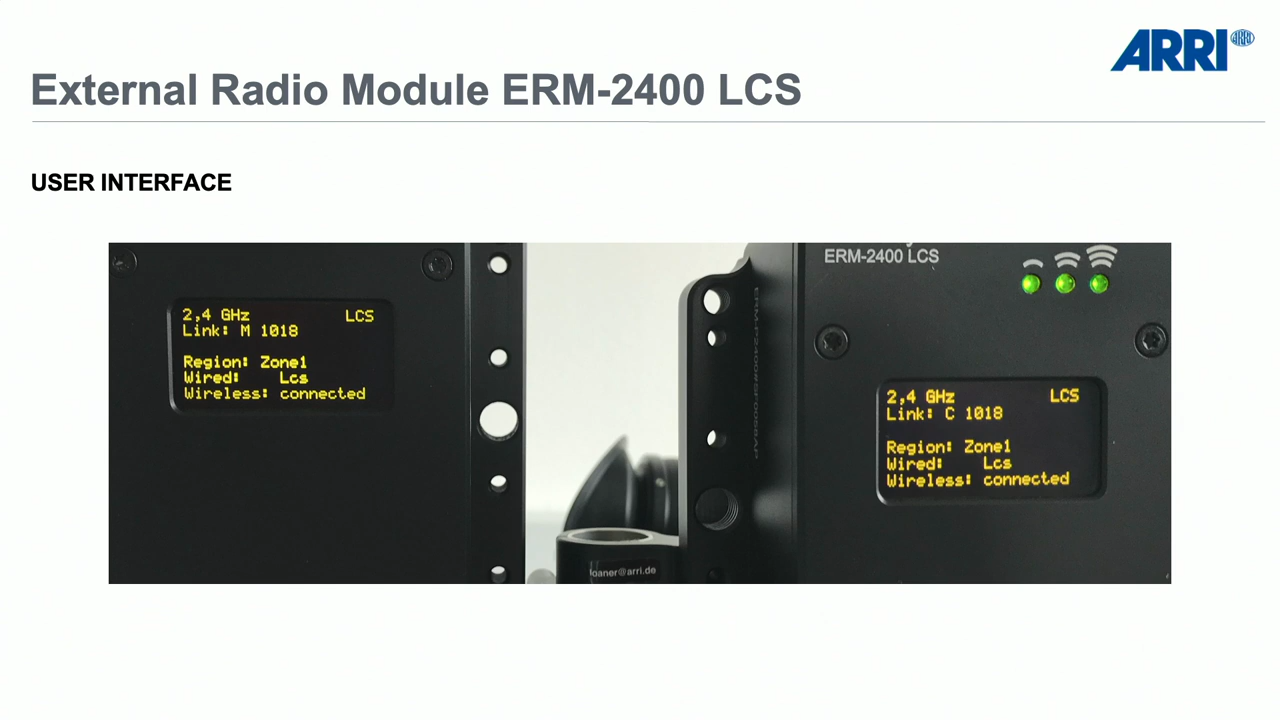 ARRI
ARRI
External Radio Module ERM-2400 LCS
USER INTERFACE
2,4 GHz LCS
Link: M 1018
Region: Zone1
Wired: Lcs
Wireless: connected
loaner@arri.de
ERM-2400 LCS
2,4 GHz LCS
Link: C 1018
Region: Zone1
Wired: Lcs
Wireless: connected